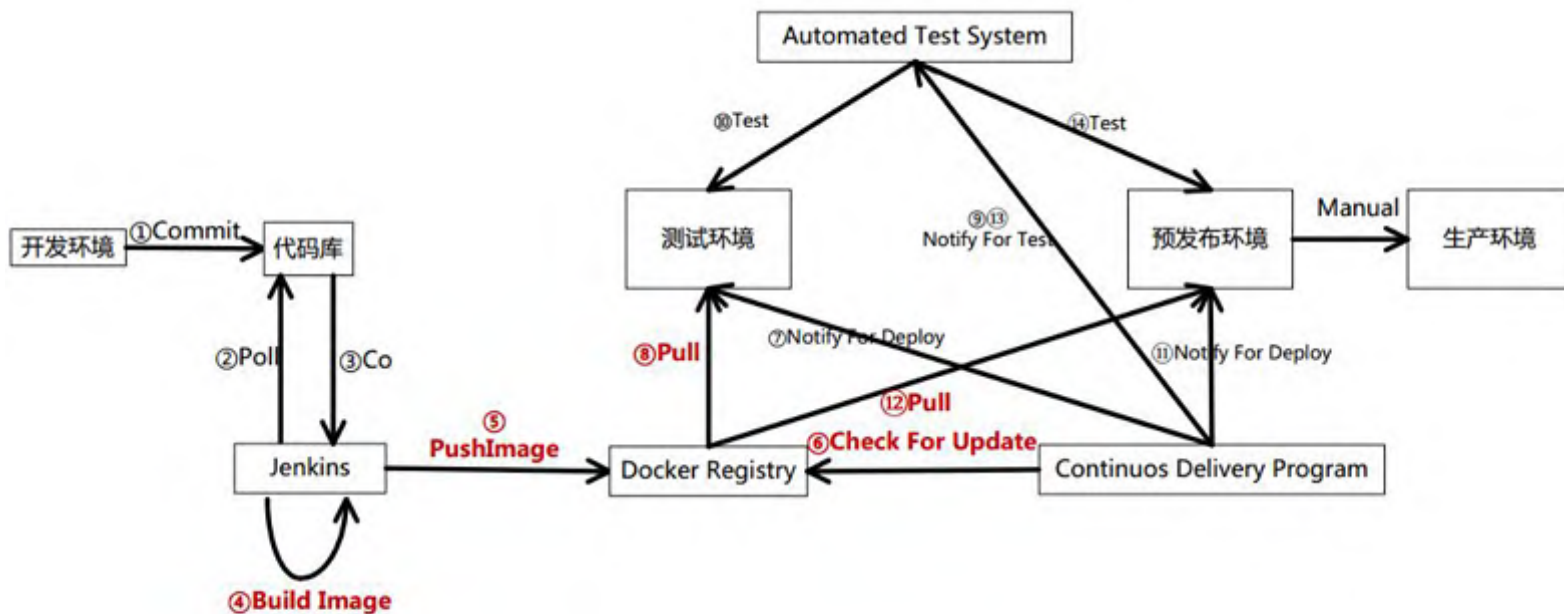 Automated Test System
⑩Test
⑭Test
①Commit
开发环境
代码库
测试环境
⑨⑬
Notify For Test
预发布环境
Manual
生产环境
②Poll
③Co
⑧Pull
⑦Notify For Deploy
⑪Notify For Deploy
⑫Pull
⑤
PushImage
⑥Check For Update
Jenkins
Docker Registry
Continuos Delivery Program
④Build Image